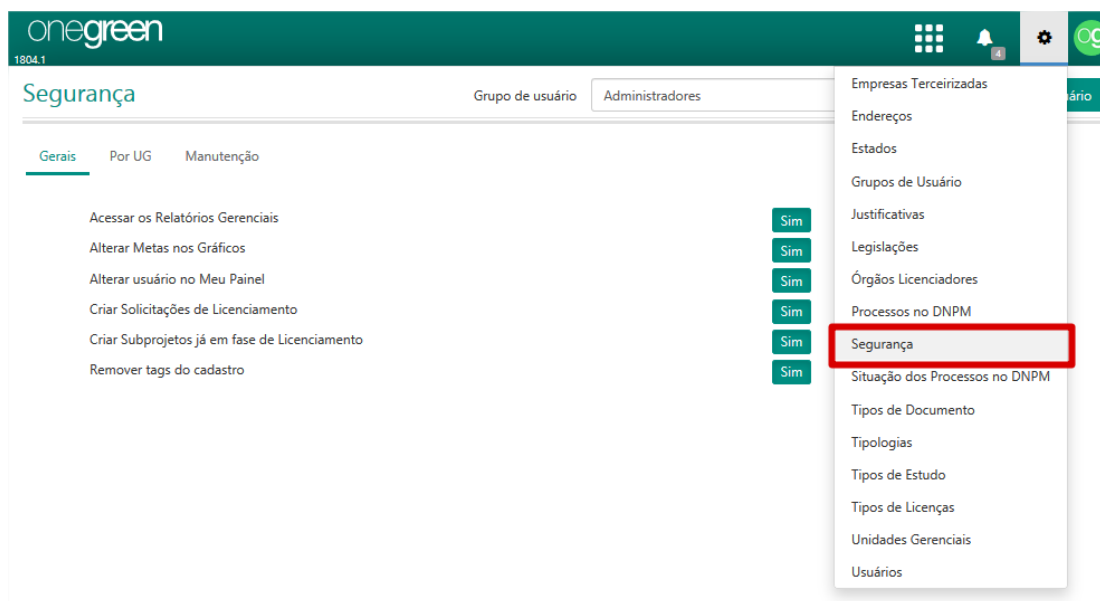 onegreen
1804.1
4
og
Segurança
Grupo de usuário
Administradores
ário
Gerais
Por UG
Manutenção
Acessar os Relatórios Gerenciais
Sim
Alterar Metas nos Gráficos
Sim
Alterar usuário no Meu Painel
Sim
Criar Solicitações de Licenciamento
Sim
Criar Subprojetos já em fase de Licenciamento
Sim
Remover tags do cadastro
Sim
Empresas Terceirizadas
Endereços
Estados
Grupos de Usuário
Justificativas
Legislações
Órgãos Licenciadores
Processos no DNPM
Segurança
Situação dos Processos no DNPM
Tipos de Documento
Tipologias
Tipos de Estudo
Tipos de Licenças
Unidades Gerenciais
Usuários